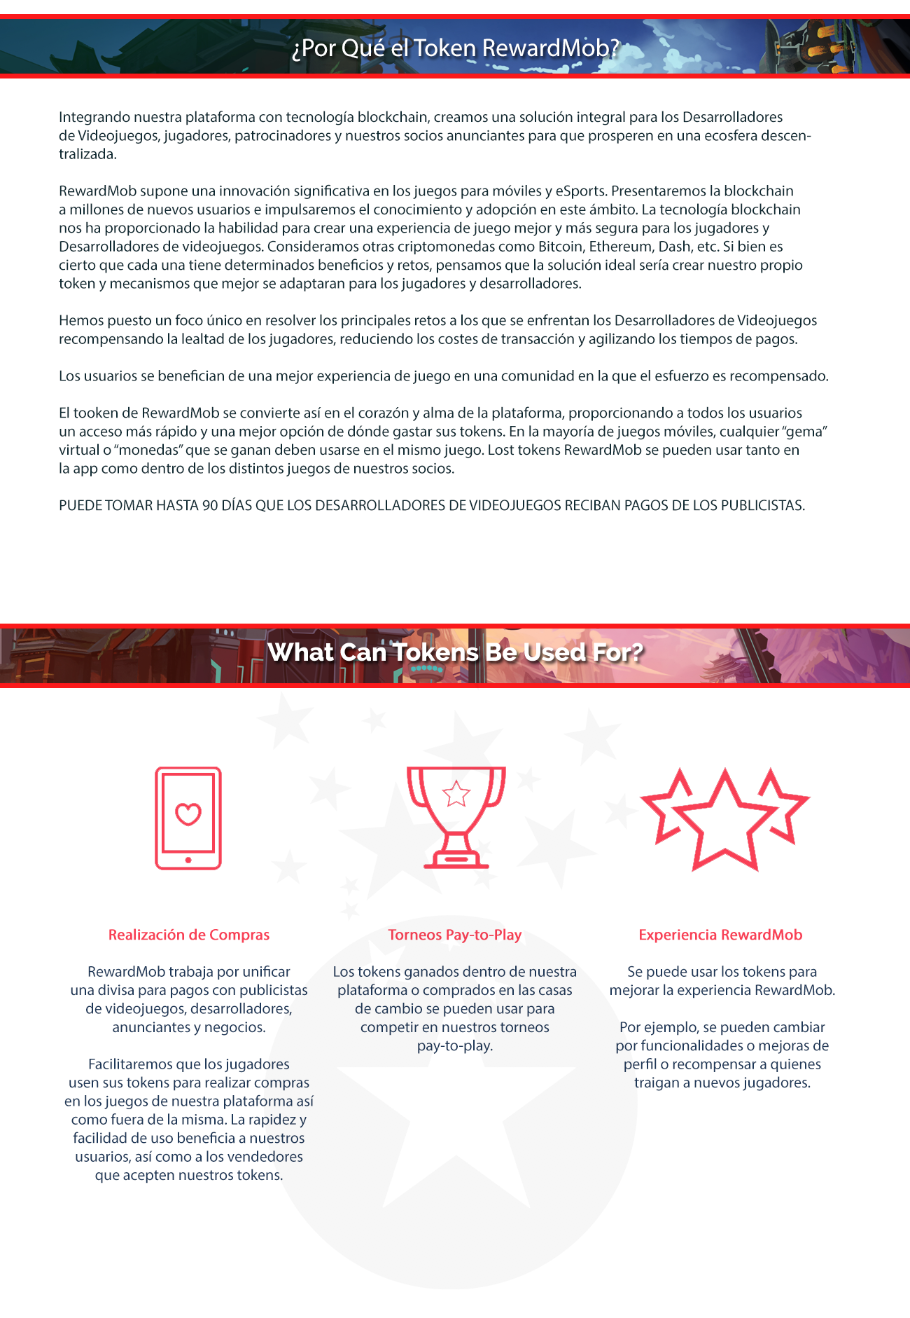 ¿Por Qué el Token RewardMob?
Integrando nuestra plataforma con tecnología blockchain, creamos una solución integral para los Desarrolladores
de Videojuegos, jugadores, patrocinadores y nuestros socios anunciantes para que prosperen en una ecosfera descen-
tralizada.
RewardMob supone una innovación significativa en los juegos para móviles y eSports. Presentaremos la blockchain
a millones de nuevos usuarios e impulsaremos el conocimiento y adopción en este ámbito. La tecnología blockchain
nos ha proporcionado la habilidad para crear una experiencia de juego mejor y más segura para los jugadores y
Desarrolladores de videojuegos. Consideramos otras criptomonedas como Bitcoin, Ethereum, Dash, etc. Si bien es
cierto que cada una tiene determinados beneficios y retos, pensamos que la solución ideal sería crear nuestro propio
token y mecanismos que mejor se adaptaran para los jugadores y desarrolladores.
Hemos puesto un foco único en resolver los principales retos a los que se enfrentan los Desarrolladores de Videojuegos
recompensando la lealtad de los jugadores, reduciendo los costes de transacción y agilizando los tiempos de pagos.
Los usuarios se benefician de una mejor experiencia de juego en una comunidad en la que el esfuerzo es recompensado.
El tooken de RewardMob se convierte así en el corazón y alma de la plataforma, proporcionando a todos los usuarios
un acceso más rápido y una mejor opción de dónde gastar sus tokens. En la mayoría de juegos móviles, cualquier “gema”
virtual o “monedas” que se ganan deben usarse en el mismo juego. Lost tokens RewardMob se pueden usar tanto en
la app como dentro de los distintos juegos de nuestros socios.
PUEDE TOMAR HASTA 90 DÍAS QUE LOS DESARROLLADORES DE VIDEOJUEGOS RECIBAN PAGOS DE LOS PUBLICISTAS.
What Can Tokens Be Used For?
Realización de Compras
RewardMob trabaja por unificar
una divisa para pagos con publicistas
de videojuegos, desarrolladores,
anunciantes y negocios.
Facilitaremos que los jugadores
usen sus tokens para realizar compras
en los juegos de nuestra plataforma así
como fuera de la misma. La rapidez y
facilidad de uso beneficia a nuestros
usuarios, así como a los vendedores
que acepten nuestros tokens.
Torneos Pay-to-Play
Los tokens ganados dentro de nuestra
plataforma o comprados en las casas
de cambio se pueden usar para
competir en nuestros torneos
pay-to-play.
Experiencia RewardMob
Se puede usar los tokens para
mejorar la experiencia RewardMob.
Por ejemplo, se pueden cambiar
por funcionalidades o mejoras de
perfil o recompensar a quienes
traigan a nuevos jugadores.